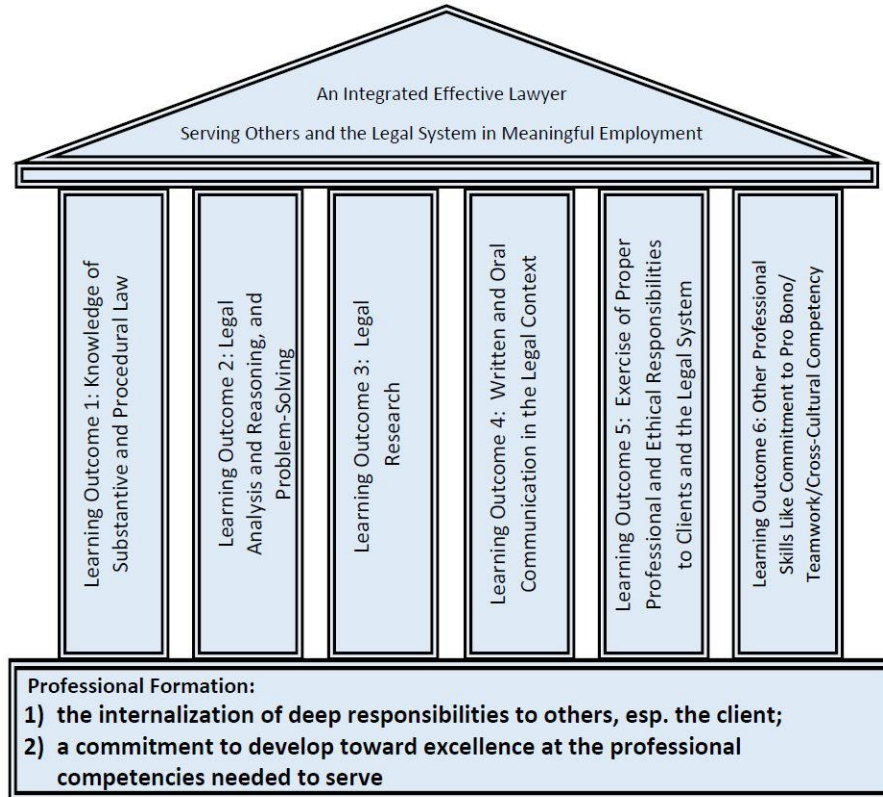 An Integrated Effective Lawyer
Serving Others and the Legal System in Meaningful Employment
Learning Outcome 1: Knowledge of
Substantive and Procedural Law
Learning Outcome 2: Legal
Analysis and Reasoning, and
Problem-Solving
Learning Outcome 3: Legal
Research
Learning Outcome 4: Written and Oral
Communication in the Legal Context
Learning Outcome 5: Exercise of Proper
Professional and Ethical Responsibilities
to Clients and the Legal System
Learning Outcome 6: Other Professional
Skills Like Commitment to Pro Bono/
Teamwork/Cross-Cultural Competency
Professional Formation:
1) the internalization of deep responsibilities to others, esp. the client;
2) a commitment to develop toward excellence at the professional
competencies needed to serve